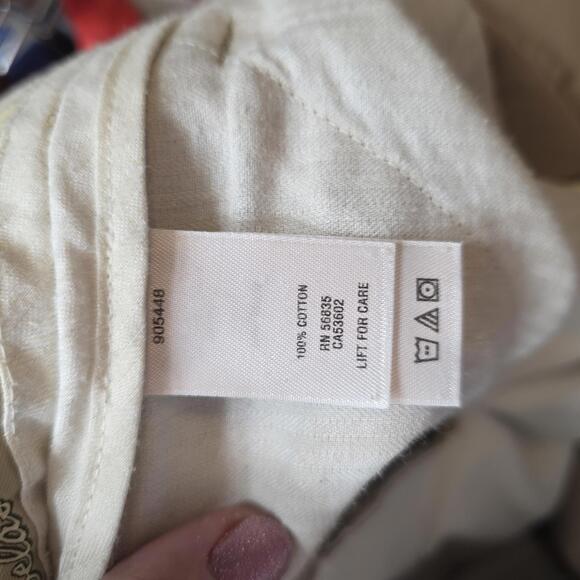 905448
100% COTTON
RN 56835
CA53602
LIFT FOR CARE